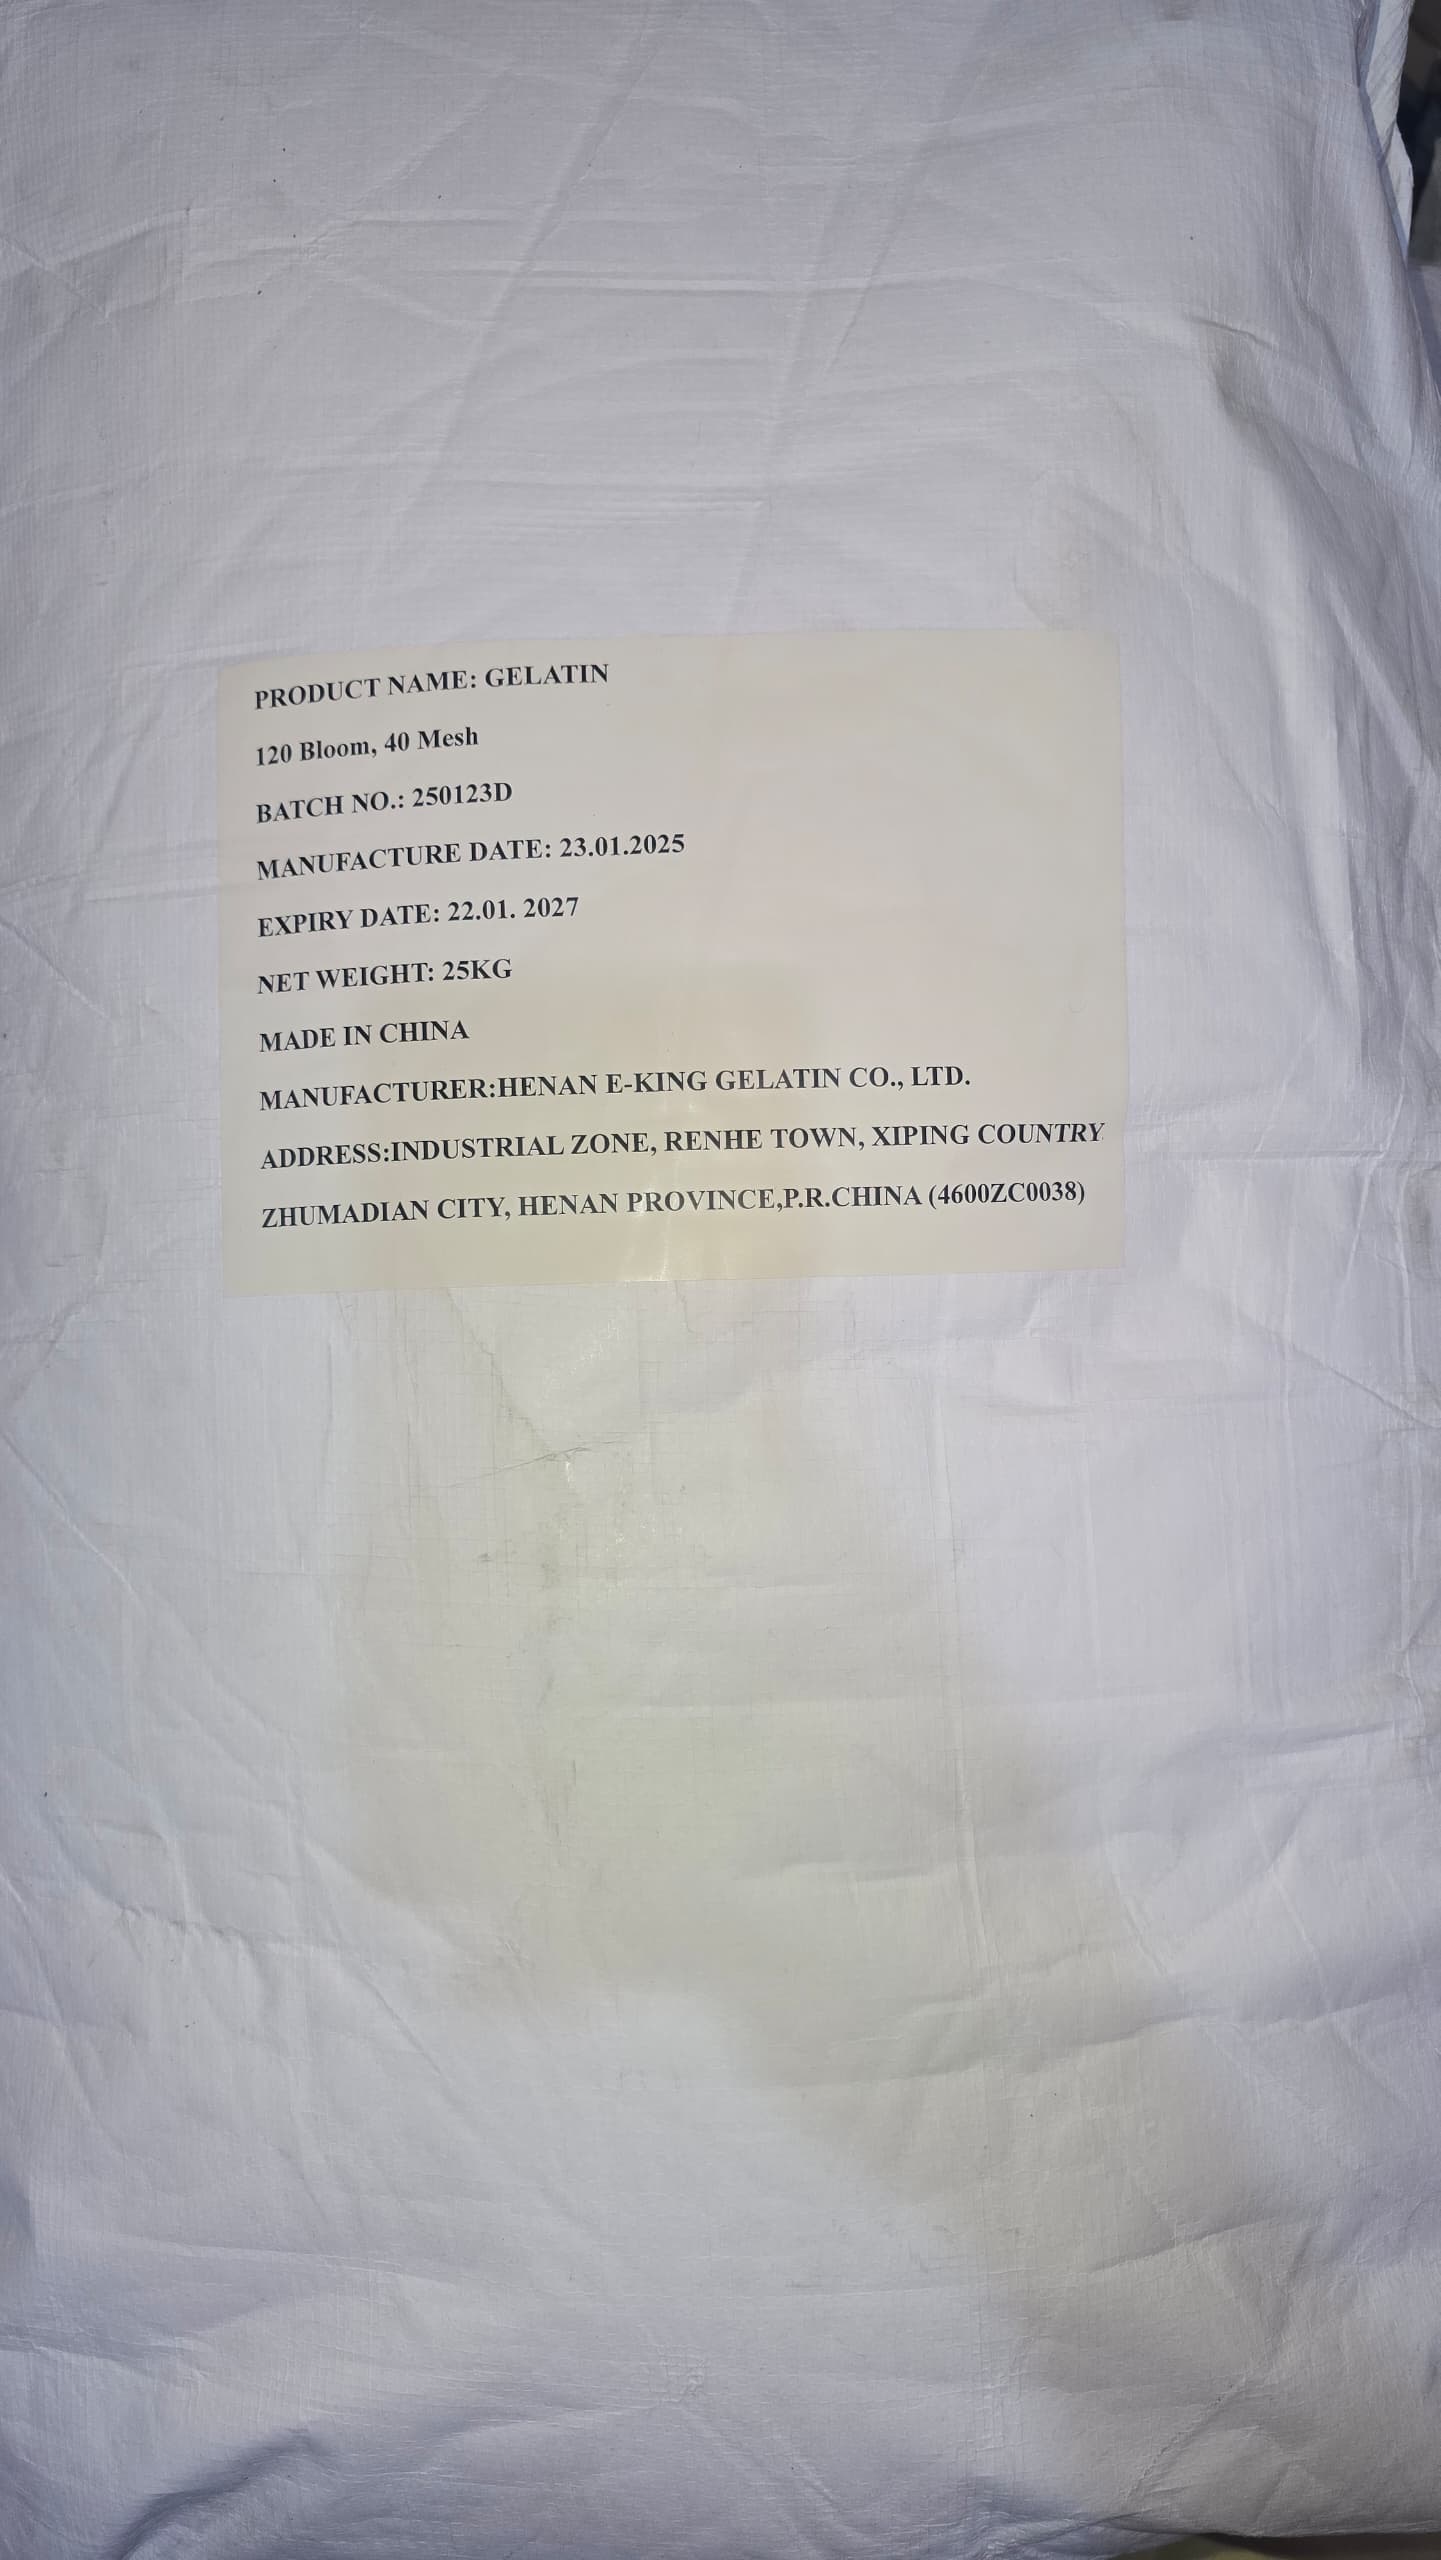 PRODUCT NAME: GELATIN
120 Bloom, 40 Mesh
BATCH NO.: 250123D
MANUFACTURE DATE: 23.01.2025
EXPIRY DATE: 22.01. 2027
NET WEIGHT: 25KG
MADE IN CHINA
MANUFACTURER:HENAN E-KING GELATIN CO., LTD.
ADDRESS:INDUSTRIAL ZONE, RENHE TOWN, XIPING COUNTRY
ZHUMADIAN CITY, HENAN PROVINCE,P.R.CHINA (4600ZC0038)